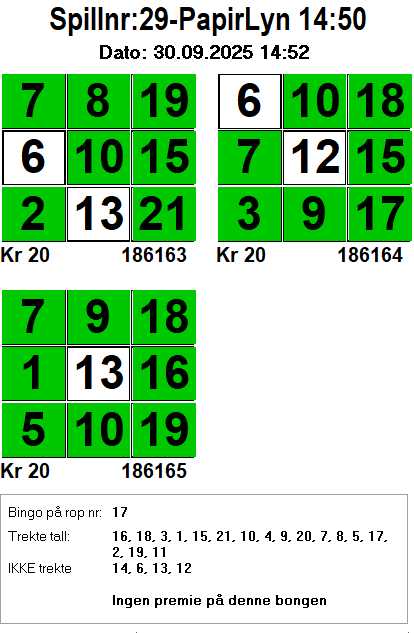 Spillnr:29-PapirLyn 14:50
Dato: 30.09.2025 14:52
7 8 19
6 10 15
2 13 21
Kr 20 186163
6 10 18
7 12 15
3 9 17
Kr 20 186164
7 9 18
1 13 16
5 10 19
Kr 20 186165
Bingo på rop nr: 17
Trekte tall: 16, 18, 3, 1, 15, 21, 10, 4, 9, 20, 7, 8, 5, 17,
2, 19, 11
IKKE trekte 14, 6, 13, 12
Ingen premie på denne bongen